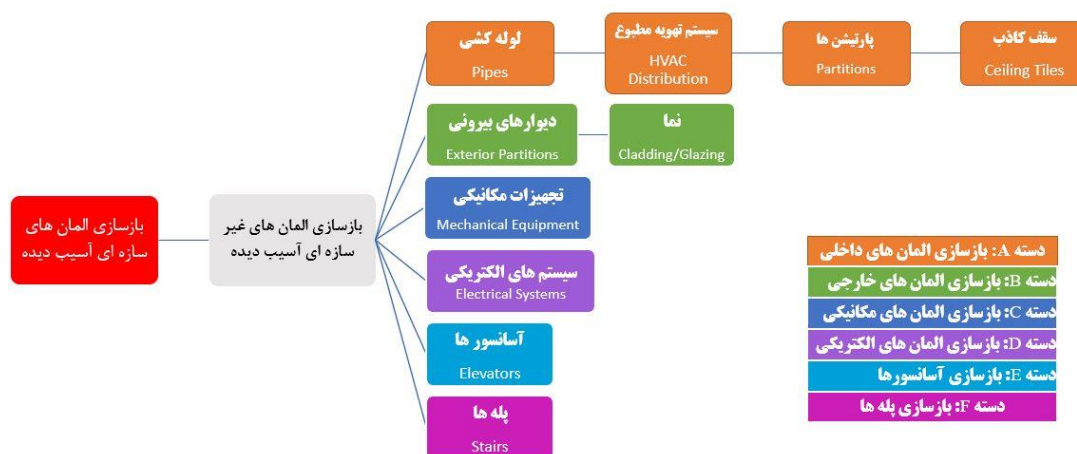 لوله کشی
Pipes
سیستم تهویه مطبوع
HVAC
Distribution
پارتیشن ها
Partitions
سقف کاذب
Ceiling Tiles
دیوارهای بیرونی
Exterior Partitions
نما
Cladding/Glazing
بازسازی المان های
سازه ای آسیب دیده
بازسازی المان های غیر
سازه ای آسیب دیده
تجهیزات مکانیکی
Mechanical Equipment
سیستم های الکتریکی
Electrical Systems
آسانسور ها
Elevators
پله ها
Stairs
دسته A: بازسازی المان های داخلی
دسته B: بازسازی المان های خارجی
دسته C: بازسازی المان های مکانیکی
دسته D: بازسازی المان های الکتریکی
دسته E: بازسازی آسانسورها
دسته F: بازسازی پله ها